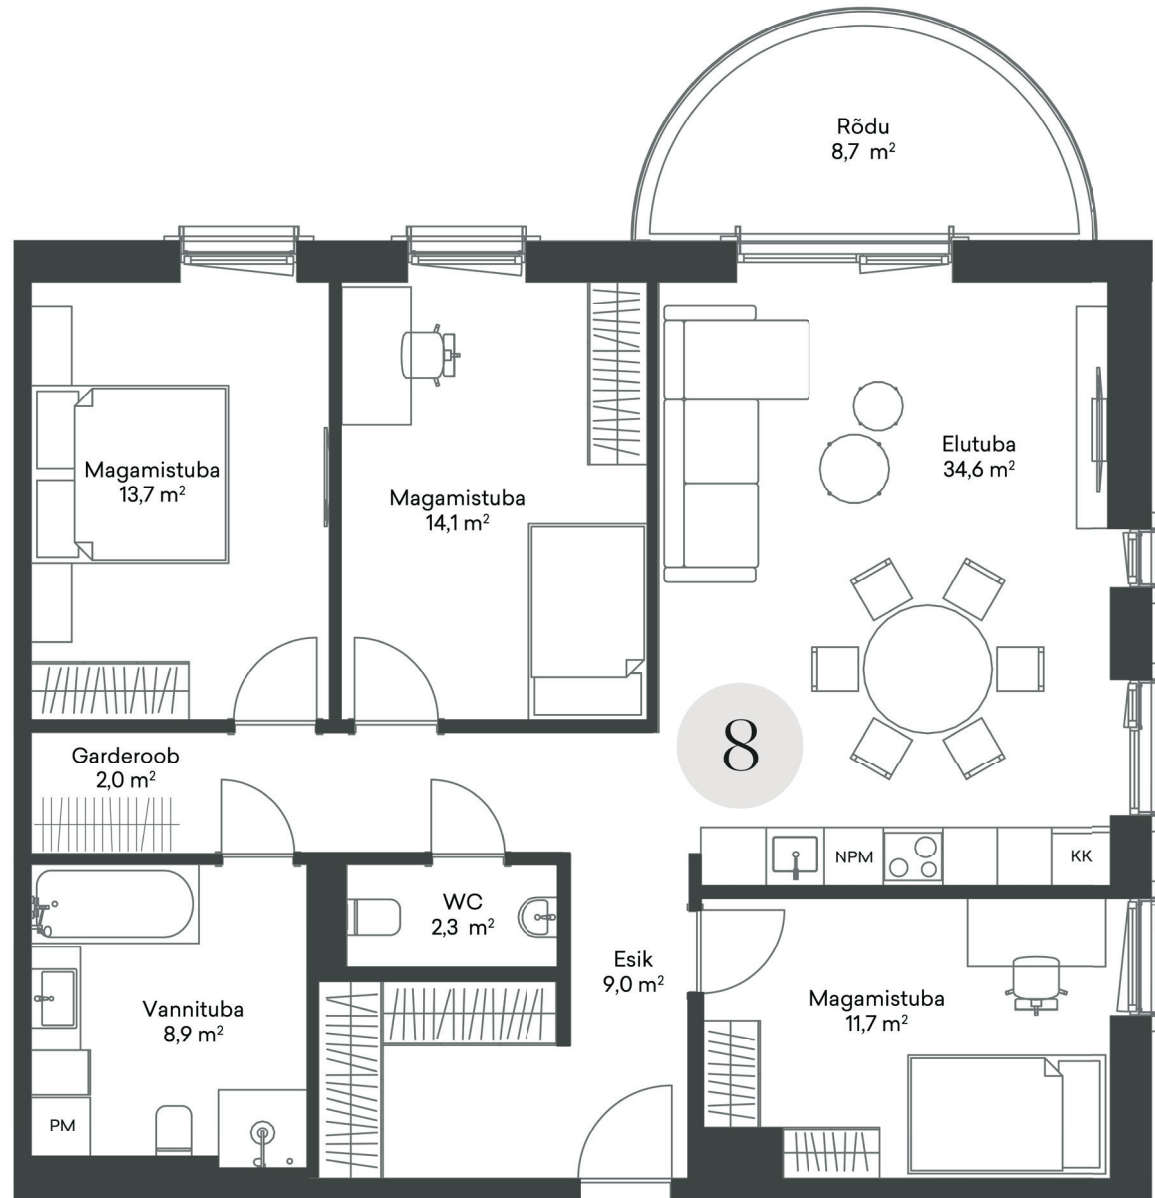 Rõdu
8,7 m²
Elutuba
34,6 m²
Magamistuba
13,7 m²
Magamistuba
14,1 m²
8
Garderoob
2,0 m²
NPM
KK
WC
2,3 m²
Esik
9,0 m²
Magamistuba
11,7 m²
Vannituba
8,9 m²
PM